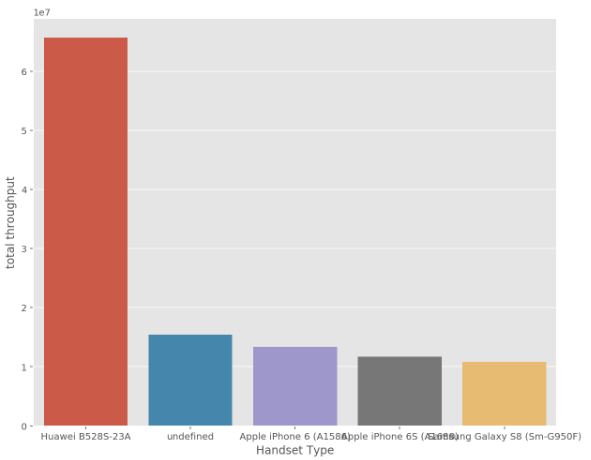 1e7
total throughput
6
5
4
3
2
1
0
Huawei B528S-23A
undefined
Apple iPhone 6 (A1586)
Apple iPhone 6S (A1688)
Samsung Galaxy S8 (Sm-G950F)
Handset Type